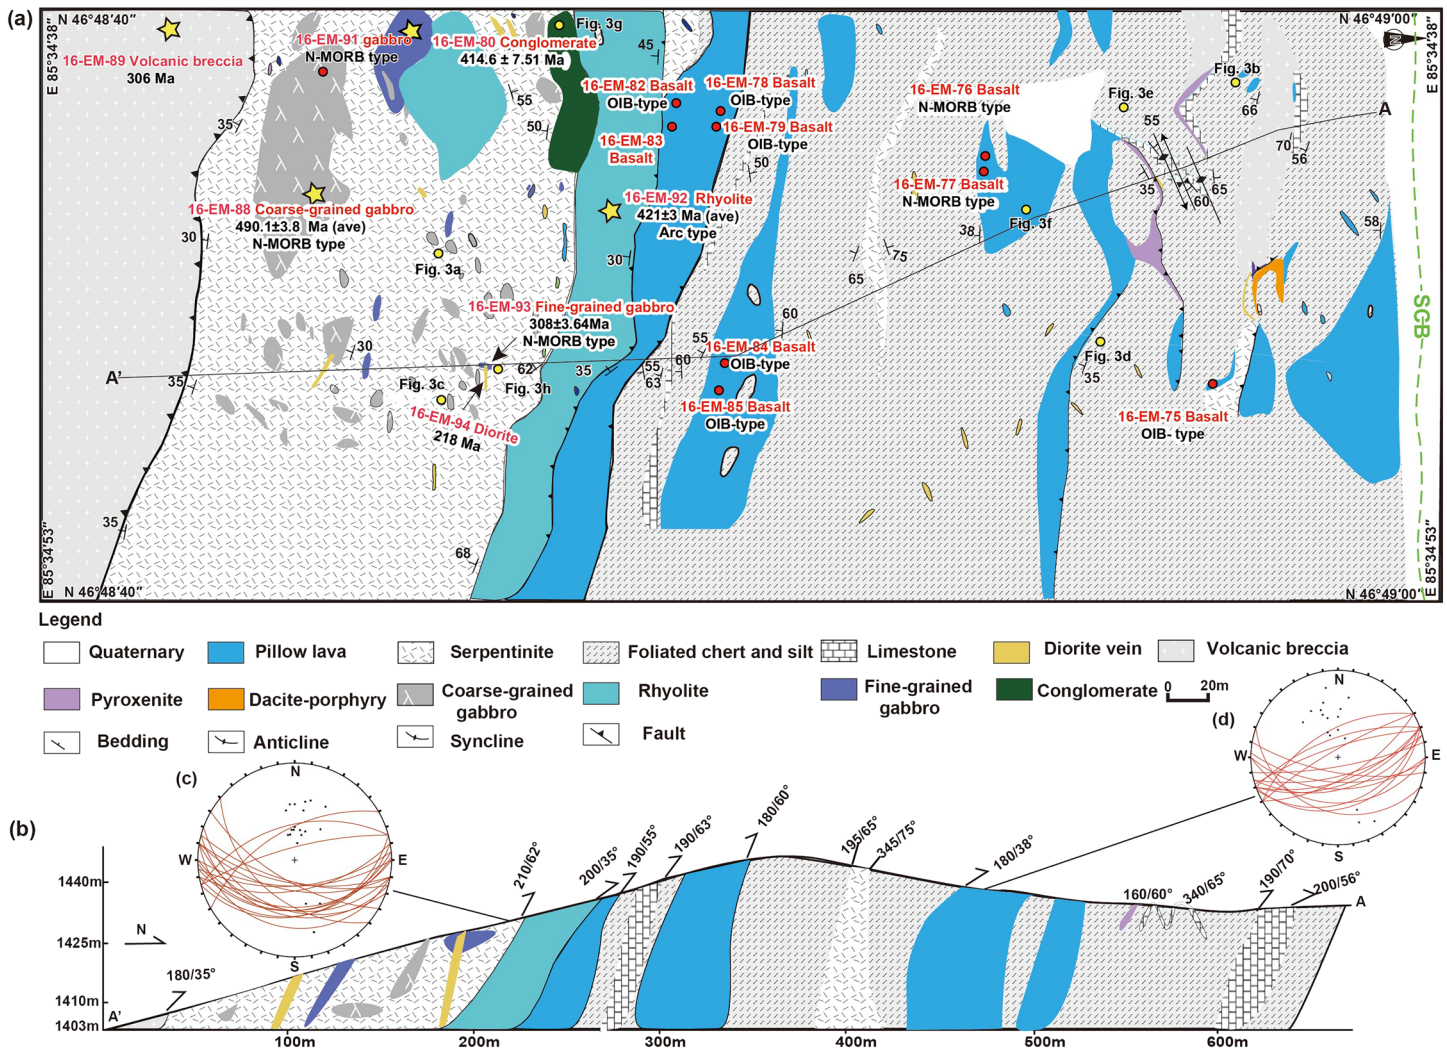 (a)
N 46°48′40″
N 46°49′00″
E 85°34′38″
E 85°34′38″
16-EM-89 Volcanic breccia
306 Ma
16-EM-91 gabbro
N-MORB type
16-EM-80 Conglomerate
414.6 ± 7.51 Ma
Fig. 3g
45
16-EM-82 Basalt
OIB-type
16-EM-78 Basalt
OIB-type
16-EM-79 Basalt
OIB-type
16-EM-83
Basalt
16-EM-76 Basalt
N-MORB type
Fig. 3e
Fig. 3b
N
A
35
55
50
50
55
66
70
56
16-EM-88 Coarse-grained gabbro
490.1±3.8 Ma (ave)
N-MORB type
16-EM-92 Rhyolite
421±3 Ma (ave)
Arc type
16-EM-77 Basalt
N-MORB type
Fig. 3f
38
35
60
65
58
30
Fig. 3a
30
65
75
16-EM-93 Fine-grained gabbro
308±3.64Ma
N-MORB type
SGB
60
55
30
16-EM-84 Basalt
OIB-type
Fig. 3d
35
A′
35
Fig. 3c
62
Fig. 3h
35
55
63
60
16-EM-94 Diorite
218 Ma
16-EM-85 Basalt
OIB-type
16-EM-75 Basalt
OIB- type
35
68
E 85°34′53″
E 85°34′53″
N 46°48′40″
N 46°49′00″
Legend
Quaternary
Pillow lava
Serpentinite
Foliated chert and silt
Limestone
Diorite vein
Volcanic breccia
Pyroxenite
Dacite-porphyry
Coarse-grained
gabbro
Rhyolite
Fine-grained
gabbro
Conglomerate
0 20m
Bedding
Anticline
Syncline
Fault
(d)
N
W
E
S
(c)
N
W
E
S
(b)
1440m
1425m
1410m
1403m
N
A′
A
180/35°
210/62°
200/35°
190/55°
190/63°
180/60°
195/65°
345/75°
180/38°
160/60°
340/65°
190/70°
200/56°
100m
200m
300m
400m
500m
600m